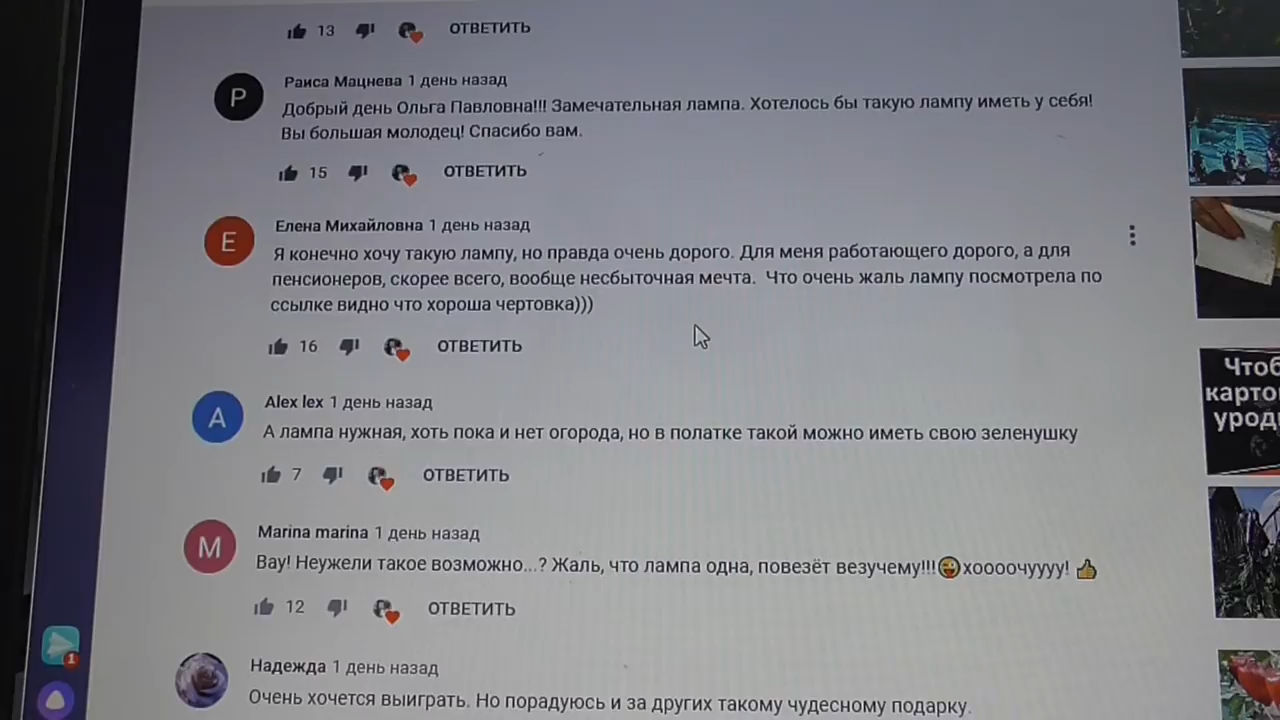 13 ОТВЕТИТЬ
Р
Раиса Мацнева 1 день назад
Добрый день Ольга Павловна!!! Замечательная лампа. Хотелось бы такую лампу иметь у себя!
Вы большая молодец! Спасибо вам.
15 ОТВЕТИТЬ
Е
Елена Михайловна 1 день назад
Я конечно хочу такую лампу, но правда очень дорого. Для меня работающего дорого, а для
пенсионеров, скорее всего, вообще несбыточная мечта. Что очень жаль лампу посмотрела по
ссылке видно что хороша чертовка)))
16 ОТВЕТИТЬ
A
Alex lex 1 день назад
А лампа нужная, хоть пока и нет огорода, но в полатке такой можно иметь свою зеленушку
7 ОТВЕТИТЬ
M
Marina marina 1 день назад
Вау! Неужели такое возможно...? Жаль, что лампа одна, повезёт везучему!!!😜хоооочуууу! 👍
12 ОТВЕТИТЬ
Надежда 1 день назад
Очень хочется выиграть. Но порадуюсь и за других такому чудесному подарку.
1
Чтоб
карто
урод